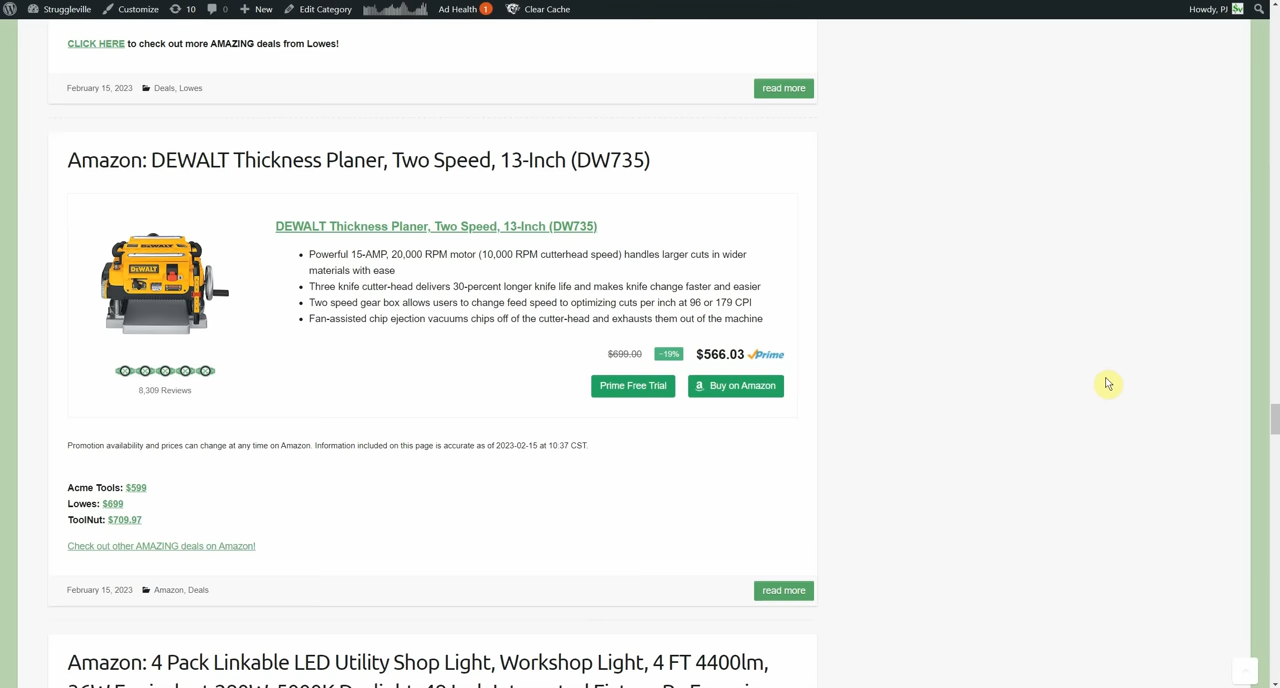 Struggleville Customize 10 0 New Edit Category Ad Health 1 Clear Cache Howdy, PJ
CLICK HERE to check out more AMAZING deals from Lowes!
February 15, 2023 Deals, Lowes read more
Amazon: DEWALT Thickness Planer, Two Speed, 13-Inch (DW735)
DEWALT Thickness Planer, Two Speed, 13-Inch (DW735)
• Powerful 15-AMP, 20,000 RPM motor (10,000 RPM cutterhead speed) handles larger cuts in wider
materials with ease
• Three knife cutter-head delivers 30-percent longer knife life and makes knife change faster and easier
• Two speed gear box allows users to change feed speed to optimizing cuts per inch at 96 or 179 CPI
• Fan-assisted chip ejection vacuums chips off of the cutter-head and exhausts them out of the machine
DEWALT
DEWALT
$699.00 −19% $566.03 Prime
8,309 Reviews
Prime Free Trial Buy on Amazon
Promotion availability and prices can change at any time on Amazon. Information included on this page is accurate as of 2023-02-15 at 10:37 CST.
Acme Tools: $599
Lowes: $699
ToolNut: $709.97
Check out other AMAZING deals on Amazon!
February 15, 2023 Amazon, Deals read more
Amazon: 4 Pack Linkable LED Utility Shop Light, Workshop Light, 4 FT 4400lm,